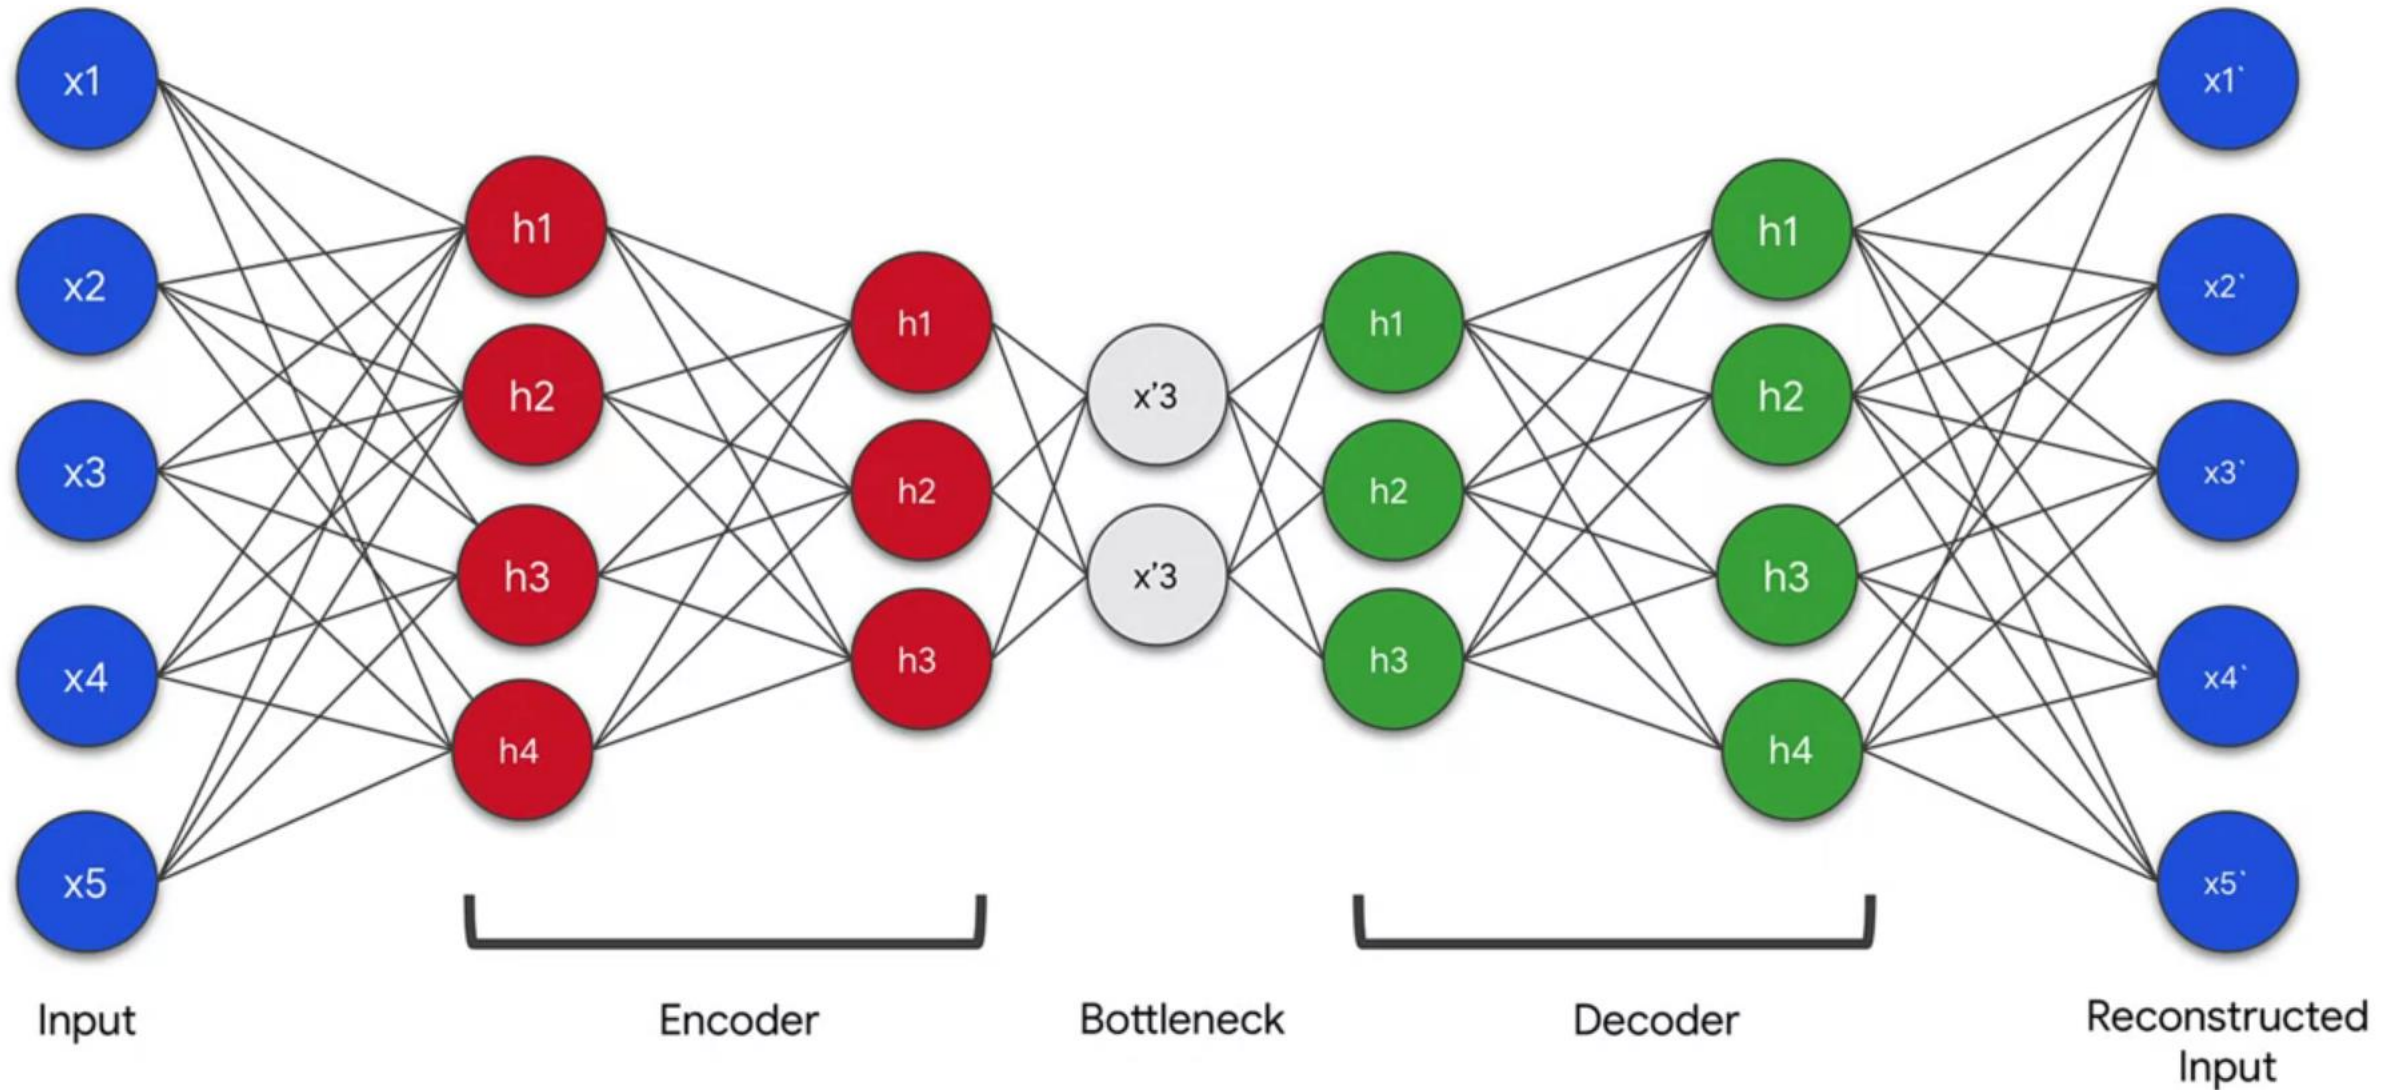 x1
x2
x3
x4
x5
h1
h2
h3
h4
h1
h2
h3
x’3
x’3
h1
h2
h3
h1
h2
h3
h4
x1`
x2`
x3`
x4`
x5`
Input
Encoder
Bottleneck
Decoder
Reconstructed
Input